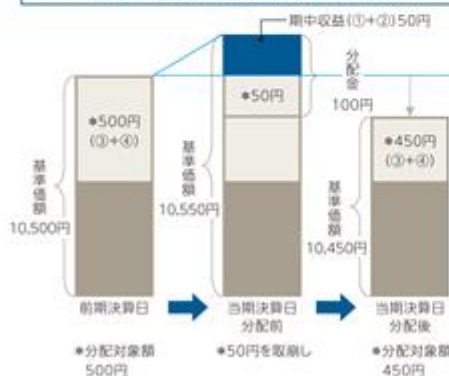 期中収益(①+②)50円
分配金
100円
*500円
(③+④)
*50円
*450円
(③+④)
基準価額
10,500円
基準価額
10,550円
基準価額
10,450円
前期決算日
当期決算日
分配前
当期決算日
分配後
*分配対象額
500円
*50円を取崩し
*分配対象額
450円